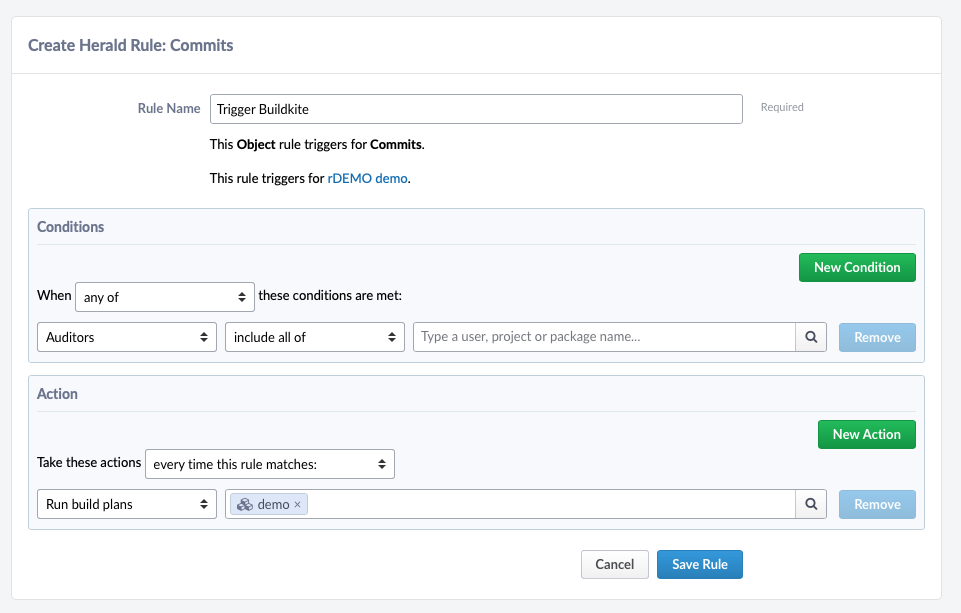 Create Herald Rule: Commits
Rule Name Trigger Buildkite Required
This Object rule triggers for Commits.
This rule triggers for rDEMO demo.
Conditions
New Condition
When any of these conditions are met:
Auditors include all of Type a user, project or package name... Remove
Action
New Action
Take these actions every time this rule matches:
Run build plans demo × Remove
Cancel Save Rule